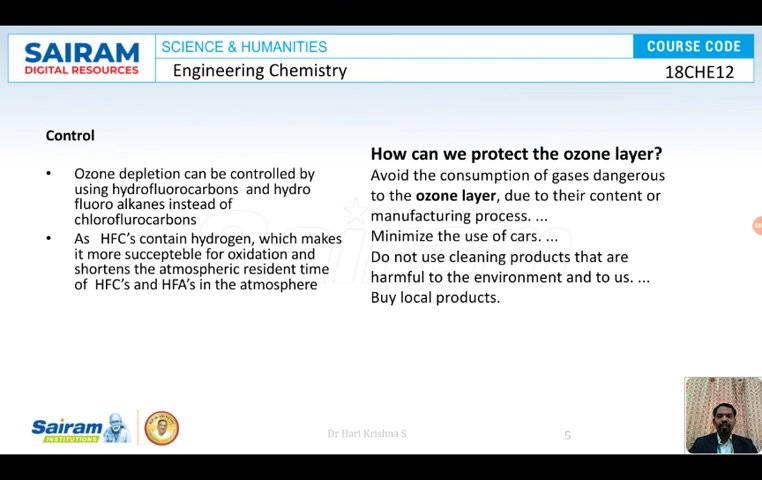 SAIRAM
DIGITAL RESOURCES
SCIENCE & HUMANITIES
COURSE CODE
Engineering Chemistry
18CHE12
Control
• Ozone depletion can be controlled by
using hydrofluorocarbons and hydro
fluoro alkanes instead of
chloroflurocarbons
• As HFC's contain hydrogen, which makes
it more succepteble for oxidation and
shortens the atmospheric resident time
of HFC's and HFA's in the atmosphere
How can we protect the ozone layer?
Avoid the consumption of gases dangerous
to the ozone layer, due to their content or
manufacturing process. ...
Minimize the use of cars. ...
Do not use cleaning products that are
harmful to the environment and to us. ...
Buy local products.
Sairam
Sairam
INSTITUTIONS
Dr Hari Krishna S
5